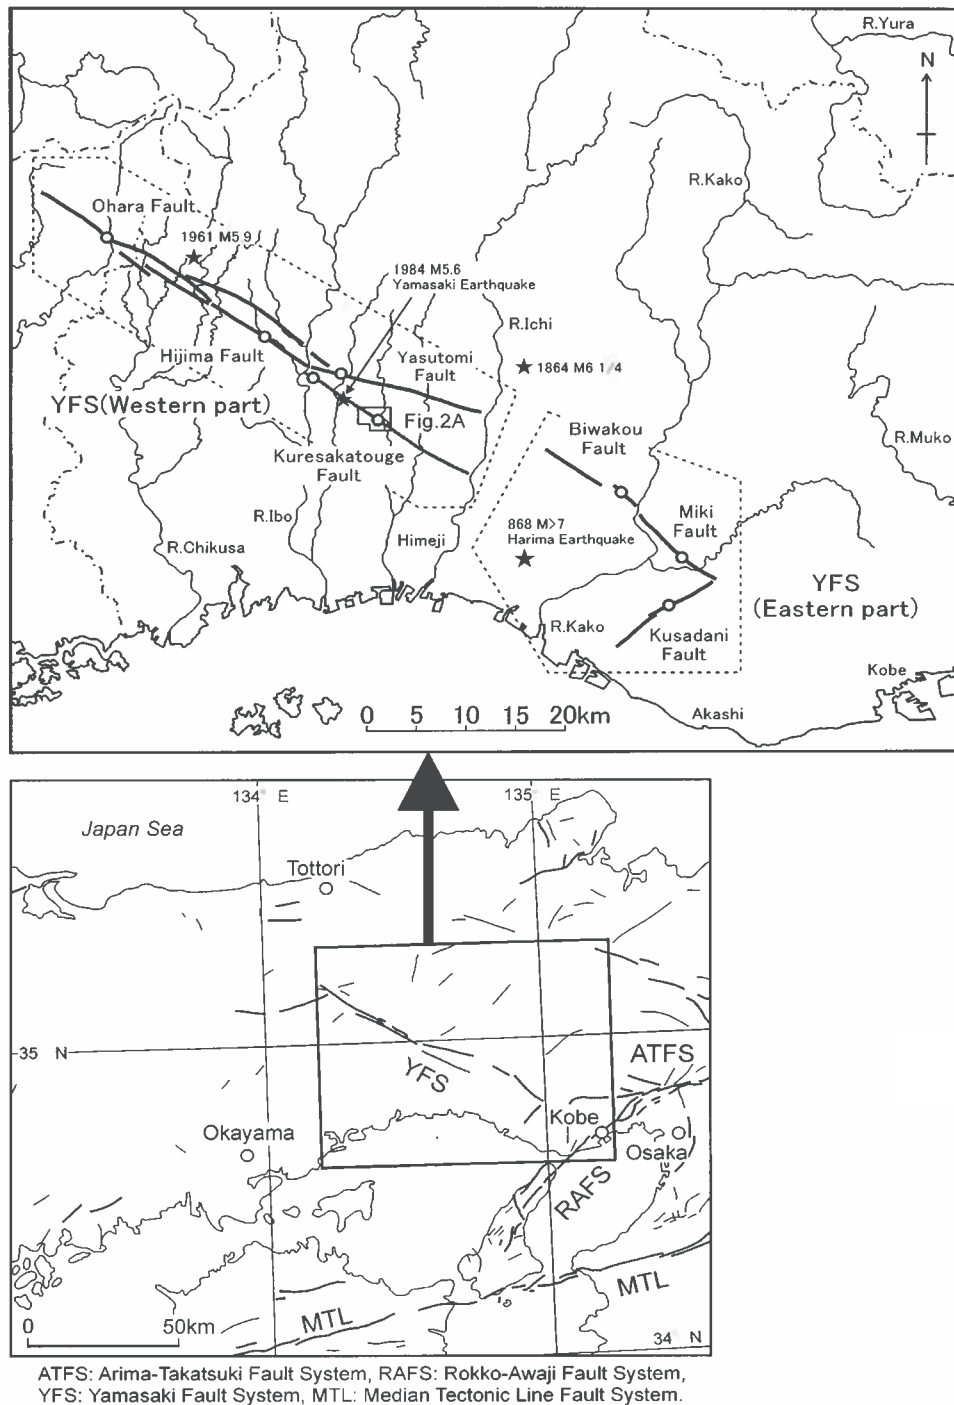 R.Yura
N
R.Kako
Ohara Fault
1961 M5 9
1984 M5.6
Yamasaki Earthquake
R.Ichi
Hijima Fault
Yasutomi
Fault
1864 M6 1/4
YFS(Western part)
Fig.2A
Biwakou
Fault
R.Muko
Kuresakatouge
Fault
R.Ibo
Miki
Fault
868 M>7
Harima Earthquake
R.Chikusa
Himeji
YFS
(Eastern part)
R.Kako
Kusadani
Fault
Kobe
0 5 10 15 20km
Akashi
134° E
135° E
Japan Sea
Tottori
35 N
ATFS
YFS
Kobe
Okayama
Osaka
RAFS
MTL
MTL
0 50km
34 N
ATFS: Arima-Takatsuki Fault System, RAFS: Rokko-Awaji Fault System,
YFS: Yamasaki Fault System, MTL: Median Tectonic Line Fault System.